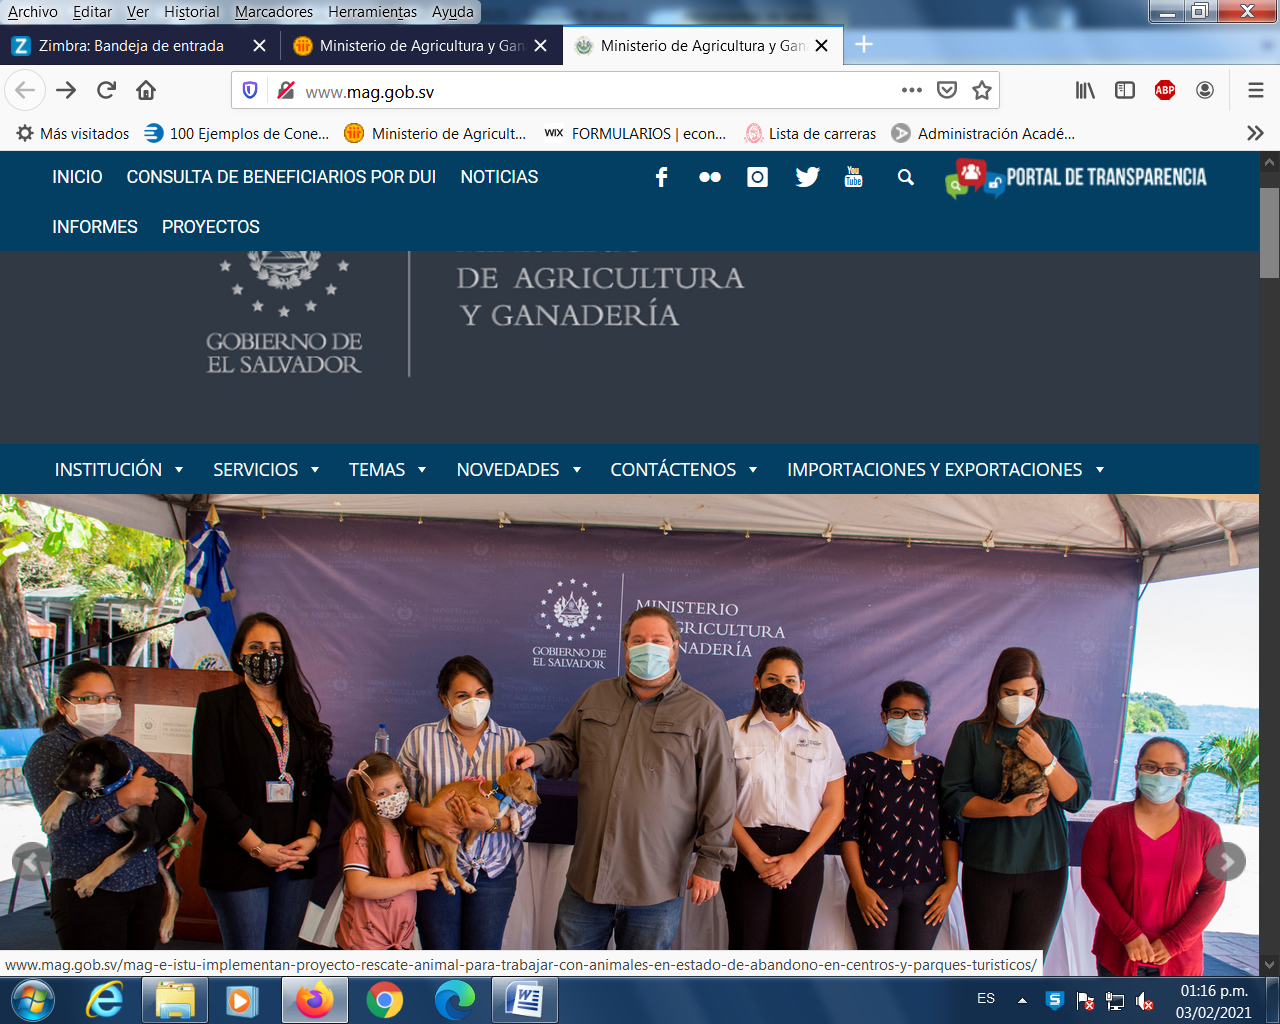 Archivo Editar Ver Historial Marcadores Herramientas Ayuda
Zimbra: Bandeja de entrada
Ministerio de Agricultura y Gan
Ministerio de Agricultura y Gan
www.mag.gob.sv
ABP
Más visitados
100 Ejemplos de Cone...
Ministerio de Agricult...
WIX FORMULARIOS | econ...
Lista de carreras
Administración Acadé...
INICIO CONSULTA DE BENEFICIARIOS POR DUI NOTICIAS
You Tube
PORTAL DE TRANSPARENCIA
INFORMES PROYECTOS
DE AGRICULTURA
Y GANADERÍA
GOBIERNO DE
EL SALVADOR
INSTITUCIÓN SERVICIOS TEMAS NOVEDADES CONTÁCTENOS IMPORTACIONES Y EXPORTACIONES
MINISTERIO
GOBIERNO DE
EL SALVADOR
www.mag.gob.sv/mag-e-istu-implementan-proyecto-rescate-animal-para-trabajar-con-animales-en-estado-de-abandono-en-centros-y-parques-turisticos/
ES
01:16 p.m.
03/02/2021